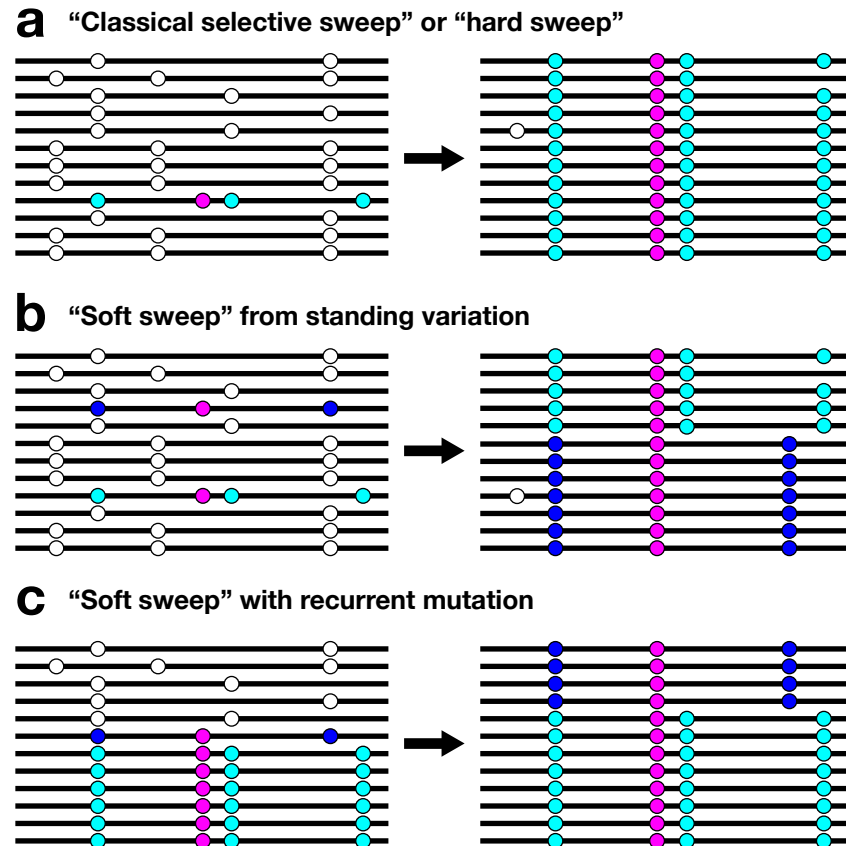 a “Classical selective sweep” or “hard sweep”
b “Soft sweep” from standing variation
c “Soft sweep” with recurrent mutation